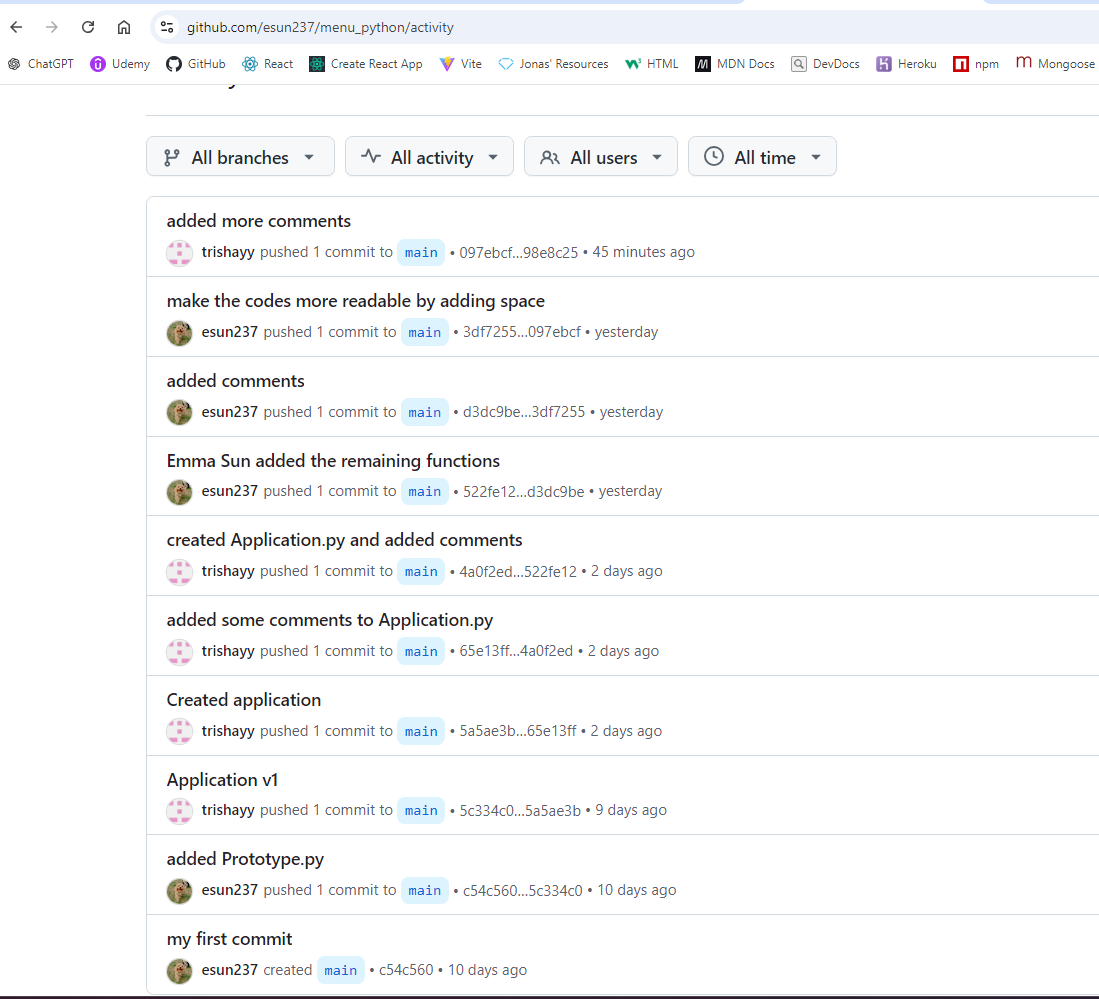 github.com/esun237/menu_python/activity
ChatGPT Udemy GitHub React Create React App Vite Jonas' Resources HTML MDN Docs DevDocs Heroku npm Mongoose
All branches All activity All users All time
added more comments
trishayy pushed 1 commit to main • 097ebcf...98e8c25 • 45 minutes ago
make the codes more readable by adding space
esun237 pushed 1 commit to main • 3df7255...097ebcf • yesterday
added comments
esun237 pushed 1 commit to main • d3dc9be...3df7255 • yesterday
Emma Sun added the remaining functions
esun237 pushed 1 commit to main • 522fe12...d3dc9be • yesterday
created Application.py and added comments
trishayy pushed 1 commit to main • 4a0f2ed...522fe12 • 2 days ago
added some comments to Application.py
trishayy pushed 1 commit to main • 65e13ff...4a0f2ed • 2 days ago
Created application
trishayy pushed 1 commit to main • 5a5ae3b...65e13ff • 2 days ago
Application v1
trishayy pushed 1 commit to main • 5c334c0...5a5ae3b • 9 days ago
added Prototype.py
esun237 pushed 1 commit to main • c54c560...5c334c0 • 10 days ago
my first commit
esun237 created main • c54c560 • 10 days ago